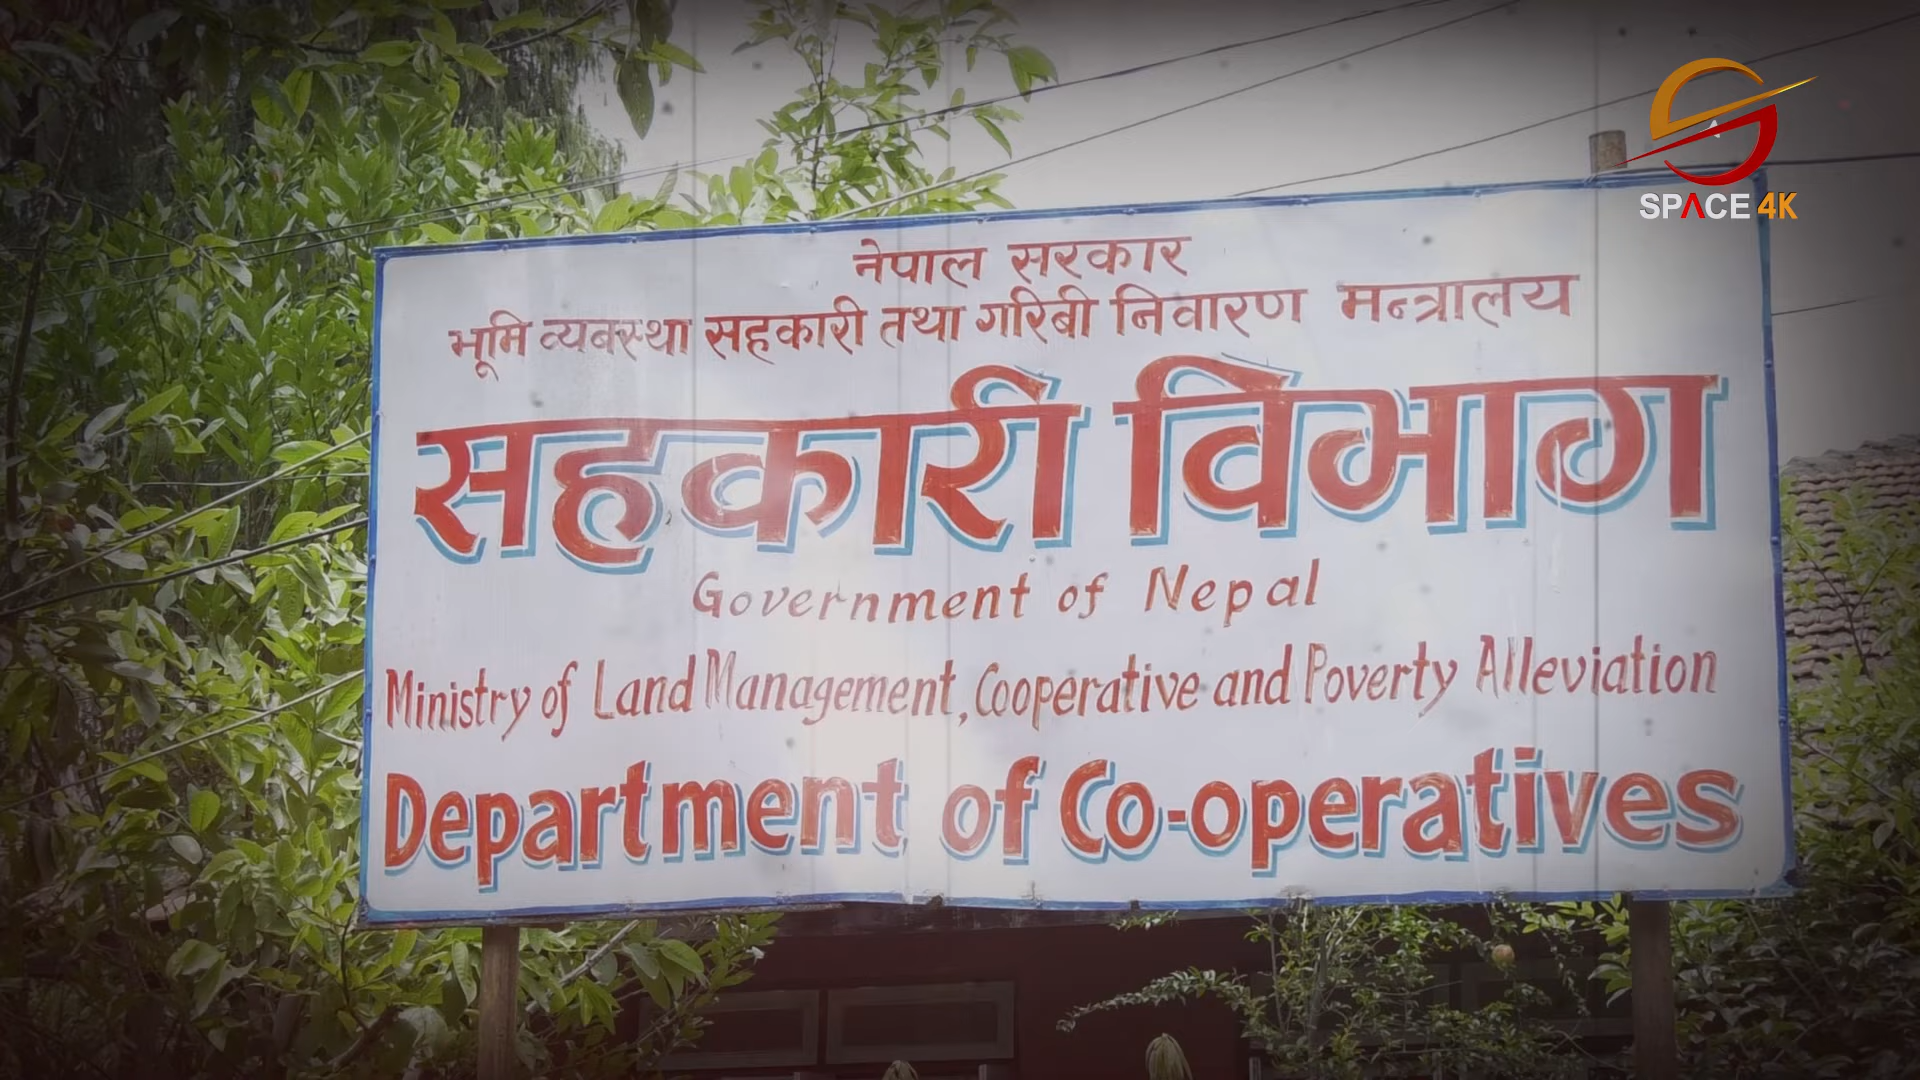 SPACE 4K
नेपाल सरकार
भूमि व्यबस्था सहकारी तथा गरिबी निवारण मन्त्रालय
सहकारी विभाग
Government of Nepal
Ministry of Land Management, Cooperative and Poverty Alleviation
Department of Co-operatives